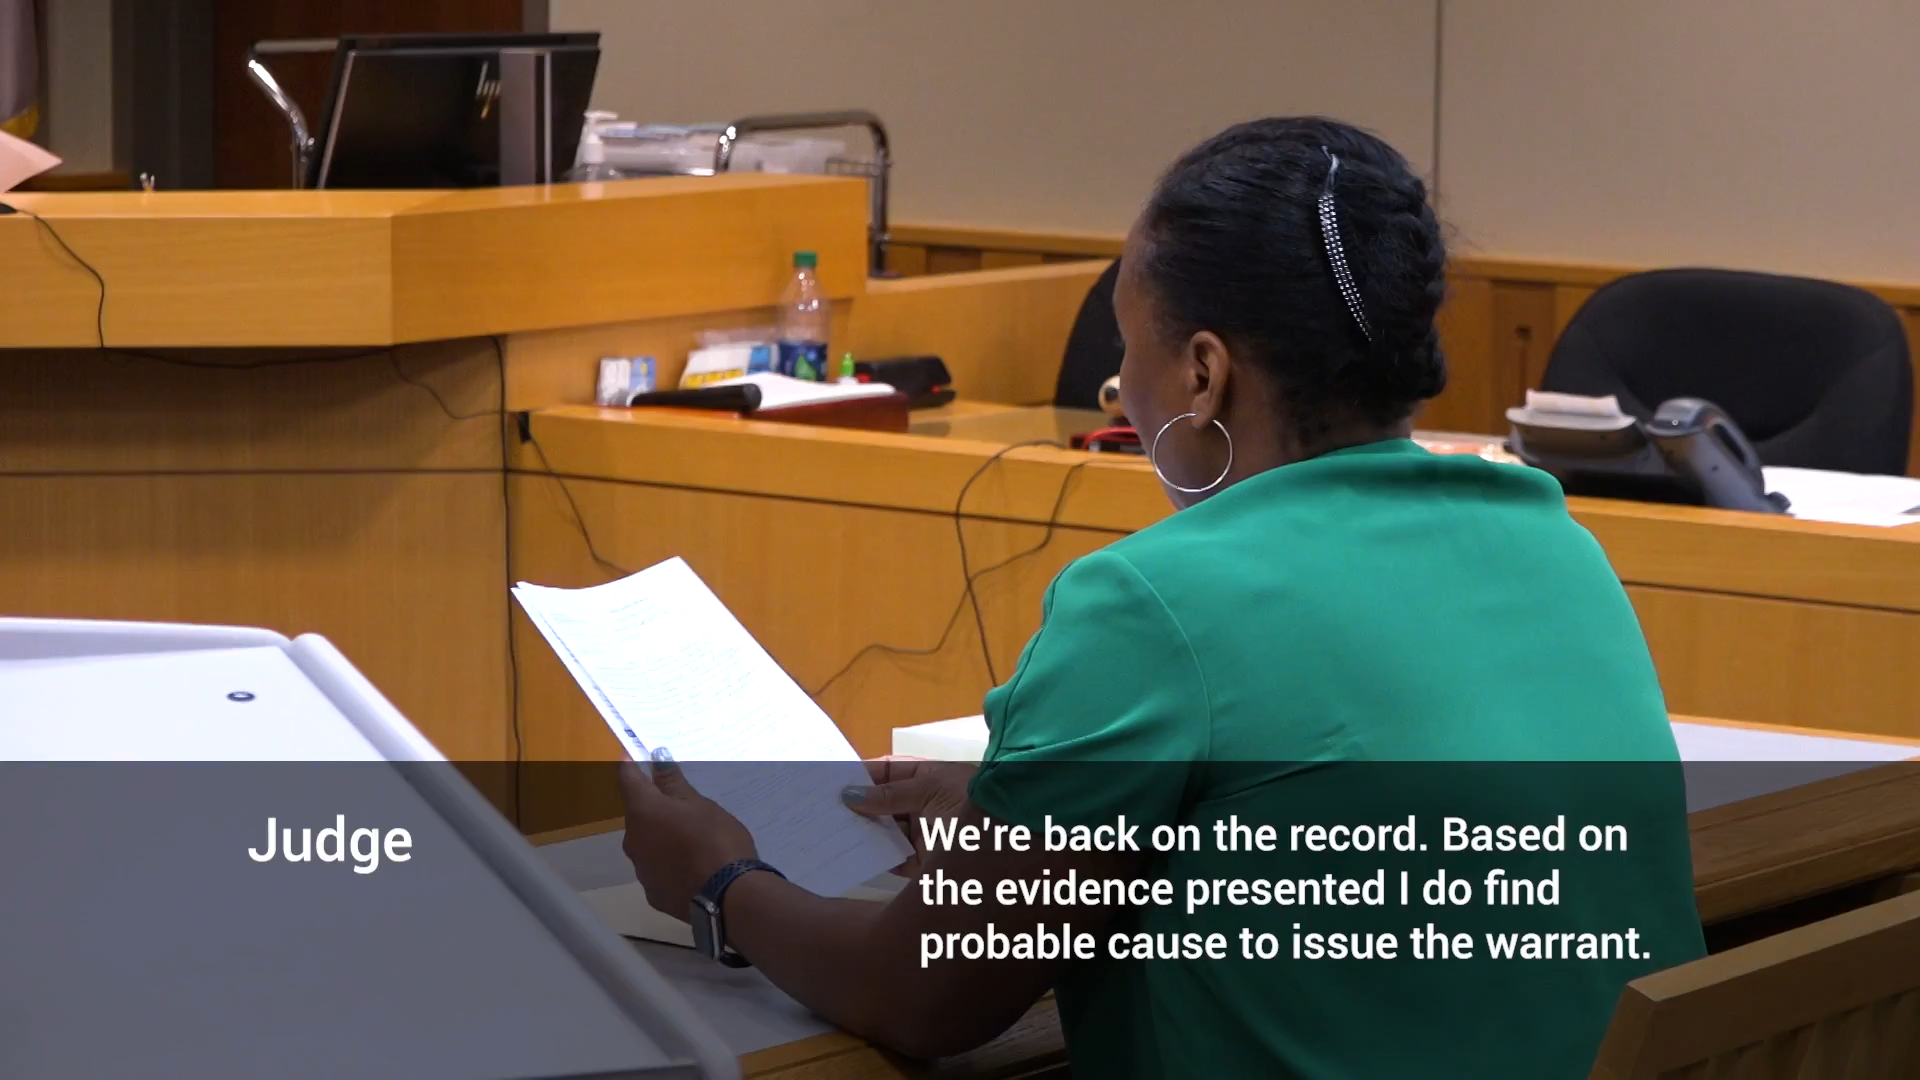 hp
Judge
We're back on the record. Based on
the evidence presented I do find
probable cause to issue the warrant.